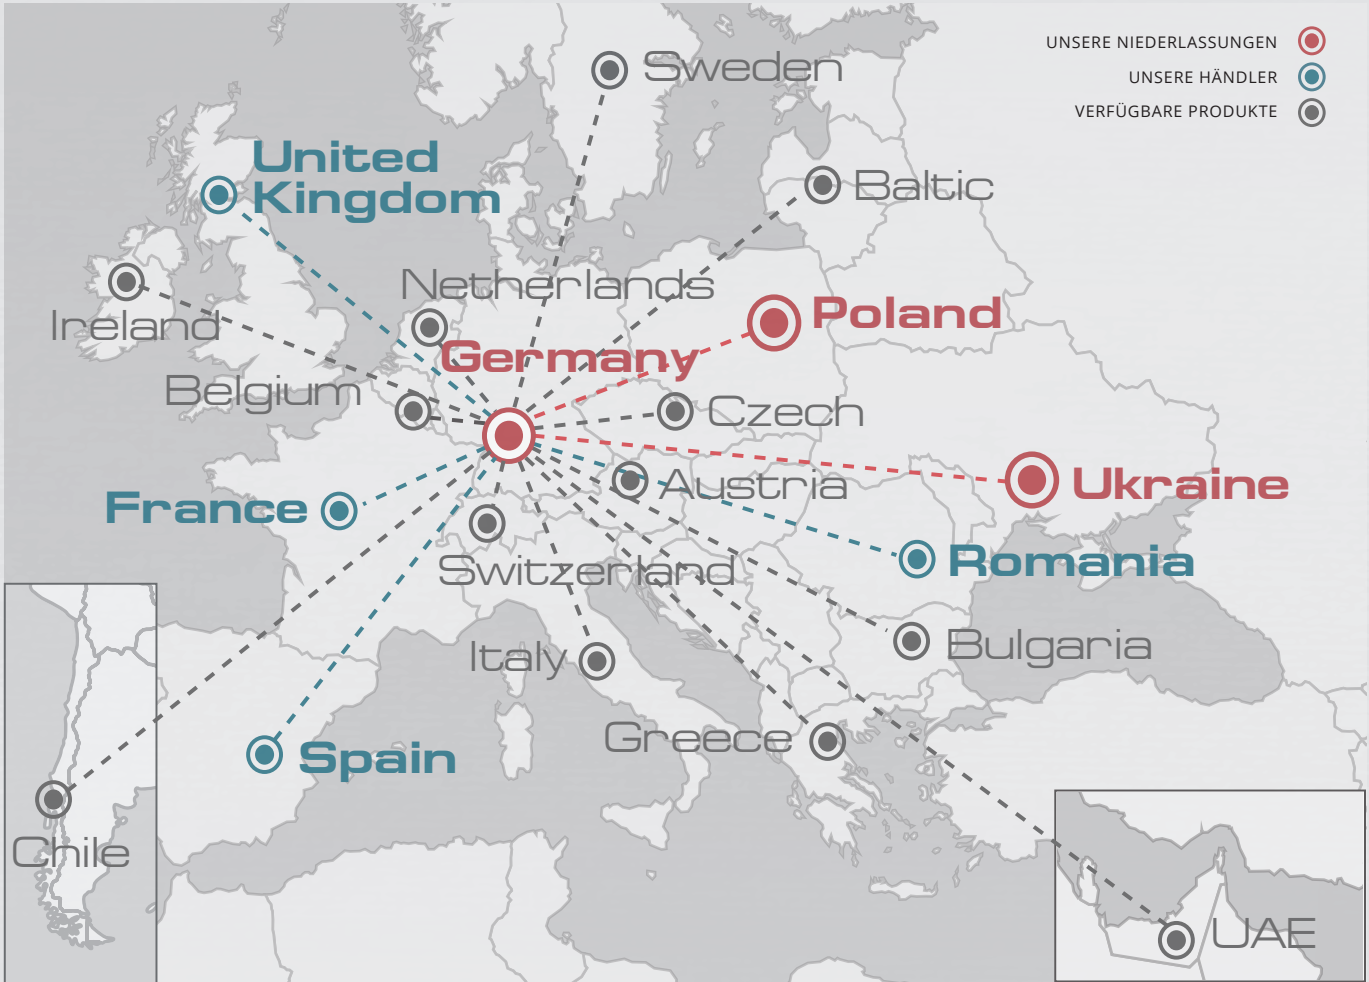 UNSERE NIEDERLASSUNGEN
UNSERE HÄNDLER
VERFÜGBARE PRODUKTE
Sweden
United
Kingdom
Baltic
Netherlands
Poland
Ireland
Germany
Belgium
Czech
Austria
Ukraine
France
Switzerland
Romania
Bulgaria
Italy
Greece
Spain
Chile
UAE